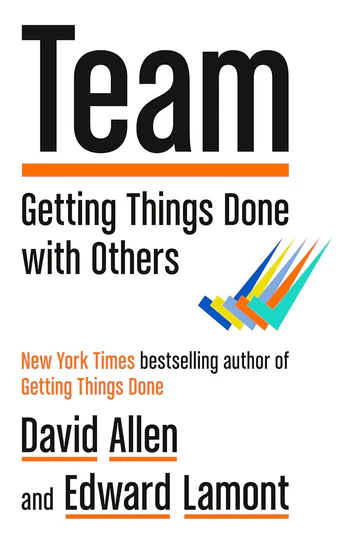 Team
Getting Things Done
with Others
New York Times bestselling author of
Getting Things Done
David Allen
and Edward Lamont